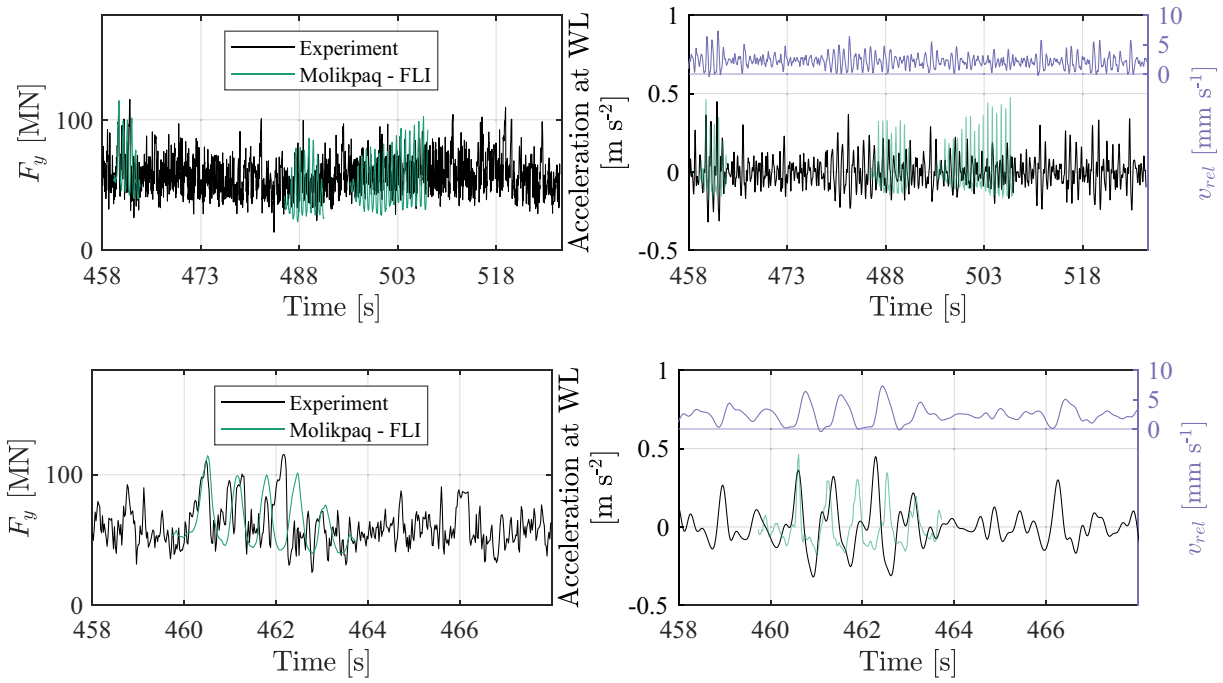 Experiment
Molikpaq - FLI
F_y [MN]
100
0
458 473 488 503 518
Time [s]
Acceleration at WL
[m s⁻²]
1
0.5
0
-0.5
458 473 488 503 518
Time [s]
10
5
0
v_rel [mm s⁻¹]
Experiment
Molikpaq - FLI
F_y [MN]
100
0
458 460 462 464 466
Time [s]
Acceleration at WL
[m s⁻²]
1
0.5
0
-0.5
458 460 462 464 466
Time [s]
10
5
0
v_rel [mm s⁻¹]